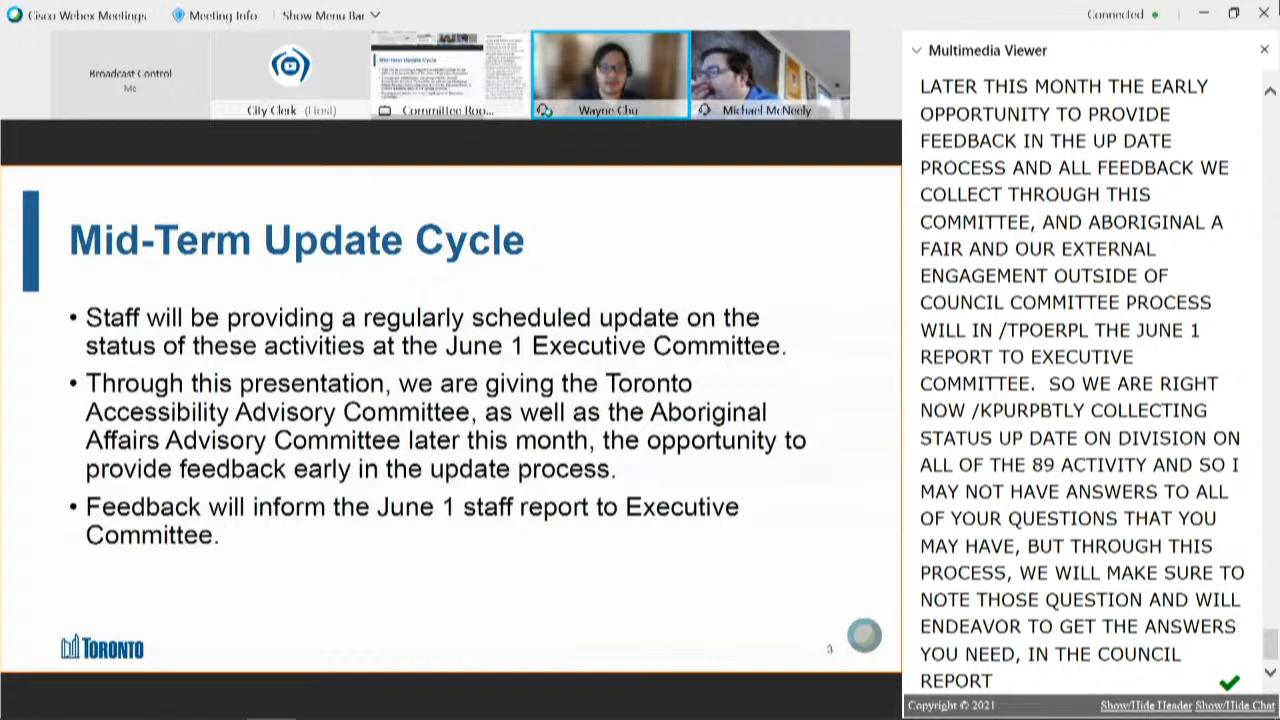 Cisco Webex Meetings
Meeting Info
Show Menu Bar
Connected
Broadcast Control
Me
City Clerk (Host)
Mid-Term Update Cycle
Committee Roo...
Wayne Chu
Michael McNeely
Mid-Term Update Cycle
• Staff will be providing a regularly scheduled update on the
status of these activities at the June 1 Executive Committee.
• Through this presentation, we are giving the Toronto
Accessibility Advisory Committee, as well as the Aboriginal
Affairs Advisory Committee later this month, the opportunity to
provide feedback early in the update process.
• Feedback will inform the June 1 staff report to Executive
Committee.
TORONTO
3
Multimedia Viewer
LATER THIS MONTH THE EARLY
OPPORTUNITY TO PROVIDE
FEEDBACK IN THE UP DATE
PROCESS AND ALL FEEDBACK WE
COLLECT THROUGH THIS
COMMITTEE, AND ABORIGINAL A
FAIR AND OUR EXTERNAL
ENGAGEMENT OUTSIDE OF
COUNCIL COMMITTEE PROCESS
WILL IN /TPOERPL THE JUNE 1
REPORT TO EXECUTIVE
COMMITTEE. SO WE ARE RIGHT
NOW /KPURPBTLY COLLECTING
STATUS UP DATE ON DIVISION ON
ALL OF THE 89 ACTIVITY AND SO I
MAY NOT HAVE ANSWERS TO ALL
OF YOUR QUESTIONS THAT YOU
MAY HAVE, BUT THROUGH THIS
PROCESS, WE WILL MAKE SURE TO
NOTE THOSE QUESTION AND WILL
ENDEAVOR TO GET THE ANSWERS
YOU NEED, IN THE COUNCIL
REPORT
Copyright © 2021
Show/Hide Header Show/Hide Chat